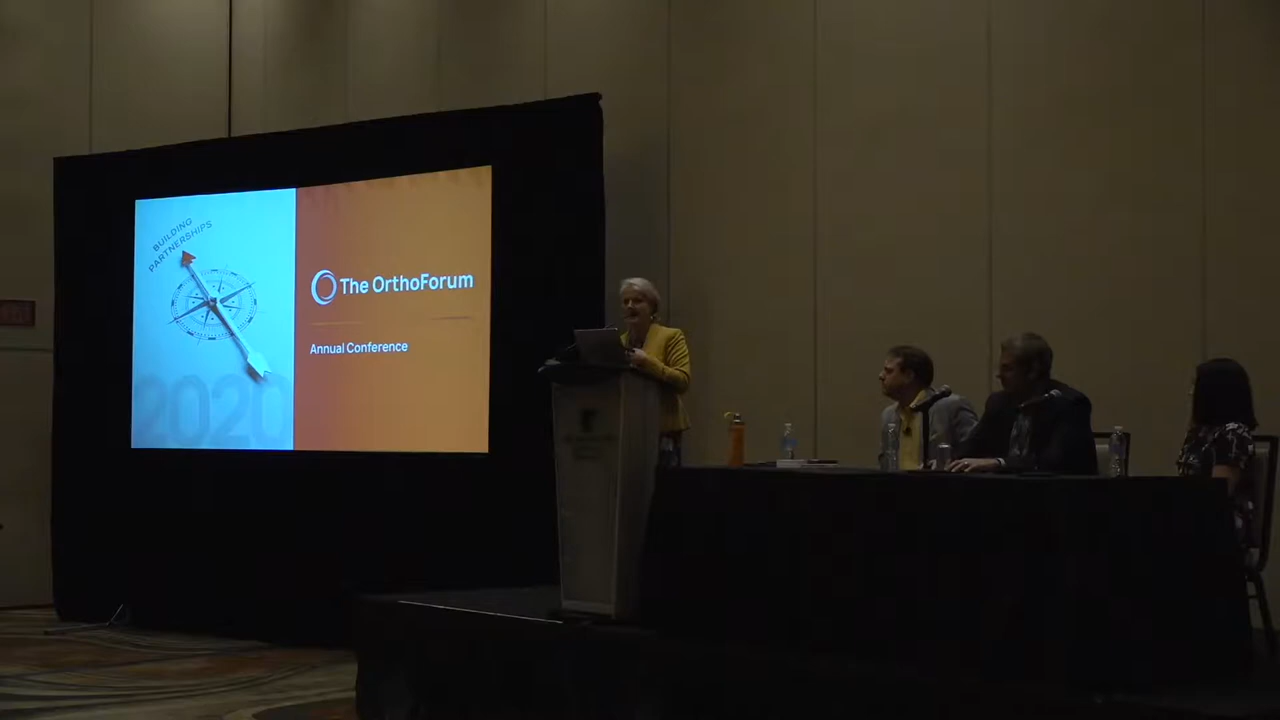 BUILDING
PARTNERSHIPS
2020
The OrthoForum
Annual Conference